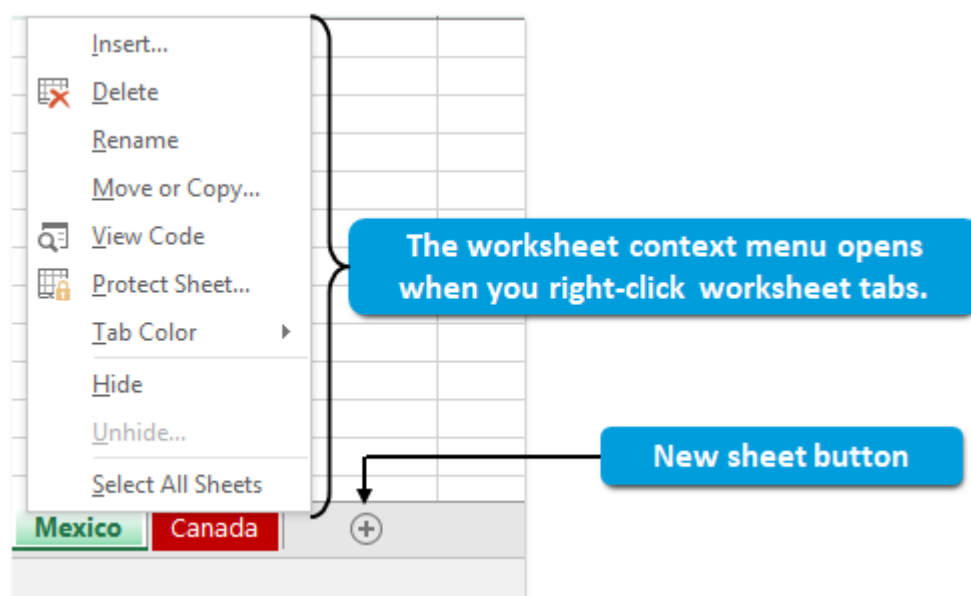 Insert...
Delete
Rename
Move or Copy...
View Code
Protect Sheet...
Tab Color
Hide
Unhide...
Select All Sheets
The worksheet context menu opens
when you right-click worksheet tabs.
New sheet button
Mexico Canada